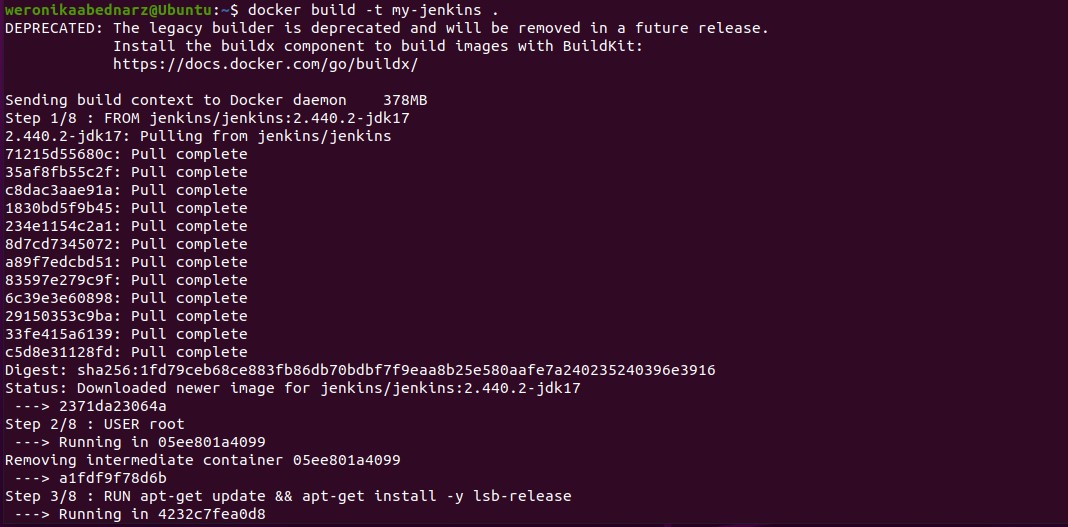 weronikaabednarz@Ubuntu:~$ docker build -t my-jenkins .
DEPRECATED: The legacy builder is deprecated and will be removed in a future release.
            Install the buildx component to build images with BuildKit:
            https://docs.docker.com/go/buildx/

Sending build context to Docker daemon    378MB
Step 1/8 : FROM jenkins/jenkins:2.440.2-jdk17
2.440.2-jdk17: Pulling from jenkins/jenkins
71215d55680c: Pull complete
35af8fb55c2f: Pull complete
c8dac3aae91a: Pull complete
1830bd5f9b45: Pull complete
234e1154c2a1: Pull complete
8d7cd7345072: Pull complete
a89f7edcbd51: Pull complete
83597e279c9f: Pull complete
6c39e3e60898: Pull complete
29150353c9ba: Pull complete
33fe415a6139: Pull complete
c5d8e31128fd: Pull complete
Digest: sha256:1fd79ceb68ce883fb86db70bdbf7f9eaa8b25e580aafe7a240235240396e3916
Status: Downloaded newer image for jenkins/jenkins:2.440.2-jdk17
 ---> 2371da23064a
Step 2/8 : USER root
 ---> Running in 05ee801a4099
Removing intermediate container 05ee801a4099
 ---> a1fdf9f78d6b
Step 3/8 : RUN apt-get update && apt-get install -y lsb-release
 ---> Running in 4232c7fea0d8